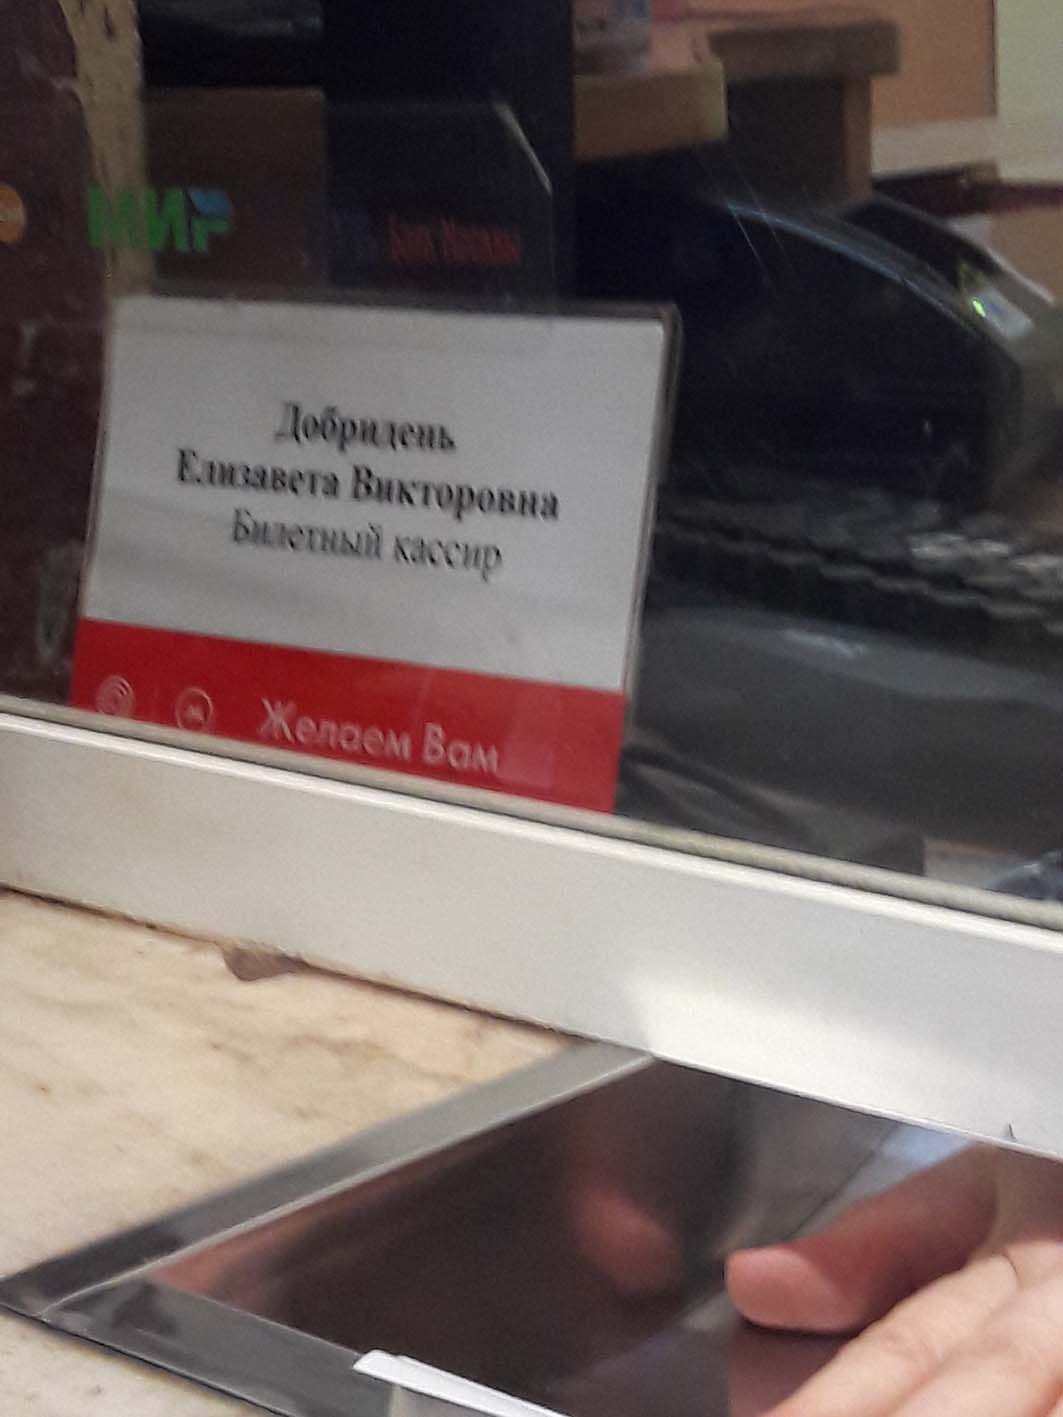 МИР
Банк Москвы
Добридень
Елизавета Викторовна
Билетный кассир
Желаем Вам